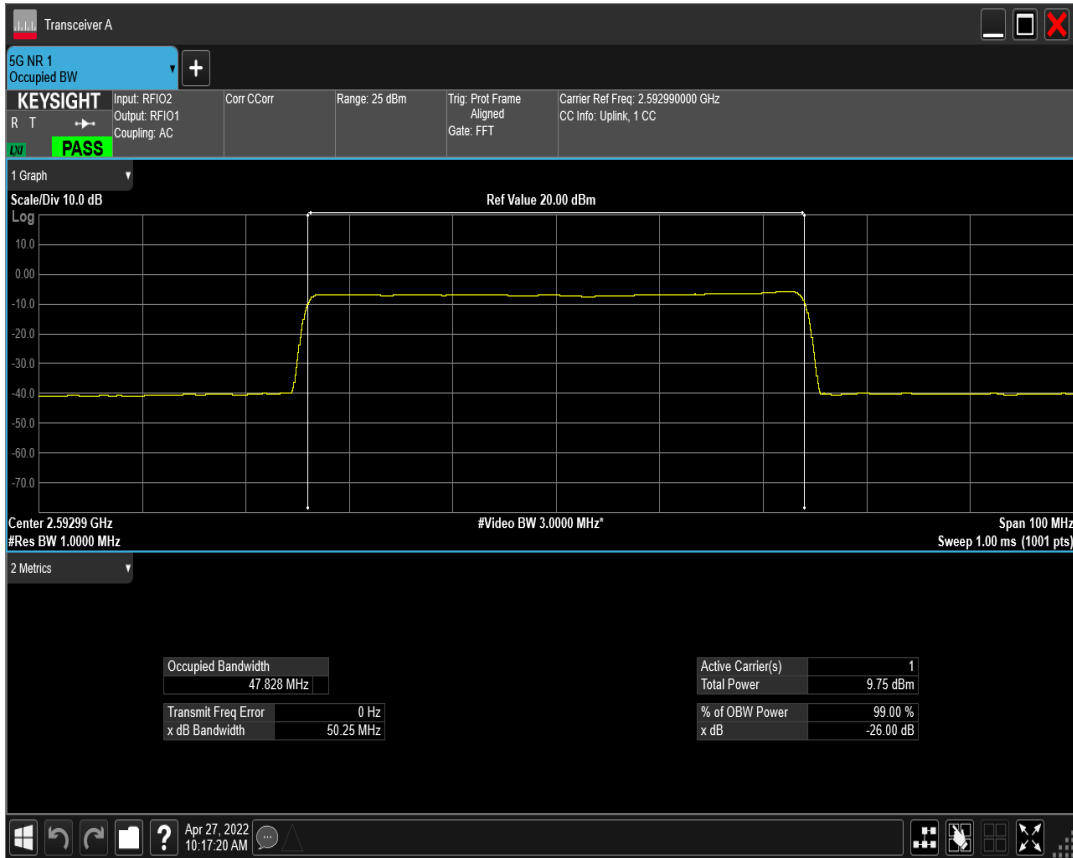 Transceiver A
5G NR 1
Occupied BW
+
KEYSIGHT
R T
LXI
PASS
Input: RFIO2
Output: RFIO1
Coupling: AC
Corr CCorr
Range: 25 dBm
Trig: Prot Frame
Aligned
Gate: FFT
Carrier Ref Freq: 2.592990000 GHz
CC Info: Uplink, 1 CC
1 Graph
Scale/Div 10.0 dB
Ref Value 20.00 dBm
Log
10.0
0.00
-10.0
-20.0
-30.0
-40.0
-50.0
-60.0
-70.0
Center 2.59299 GHz
#Video BW 3.0000 MHz*
Span 100 MHz
#Res BW 1.0000 MHz
Sweep 1.00 ms (1001 pts)
2 Metrics
Occupied Bandwidth
47.828 MHz
Transmit Freq Error 0 Hz
x dB Bandwidth 50.25 MHz
Active Carrier(s) 1
Total Power 9.75 dBm
% of OBW Power 99.00 %
x dB -26.00 dB
?
Apr 27, 2022
10:17:20 AM